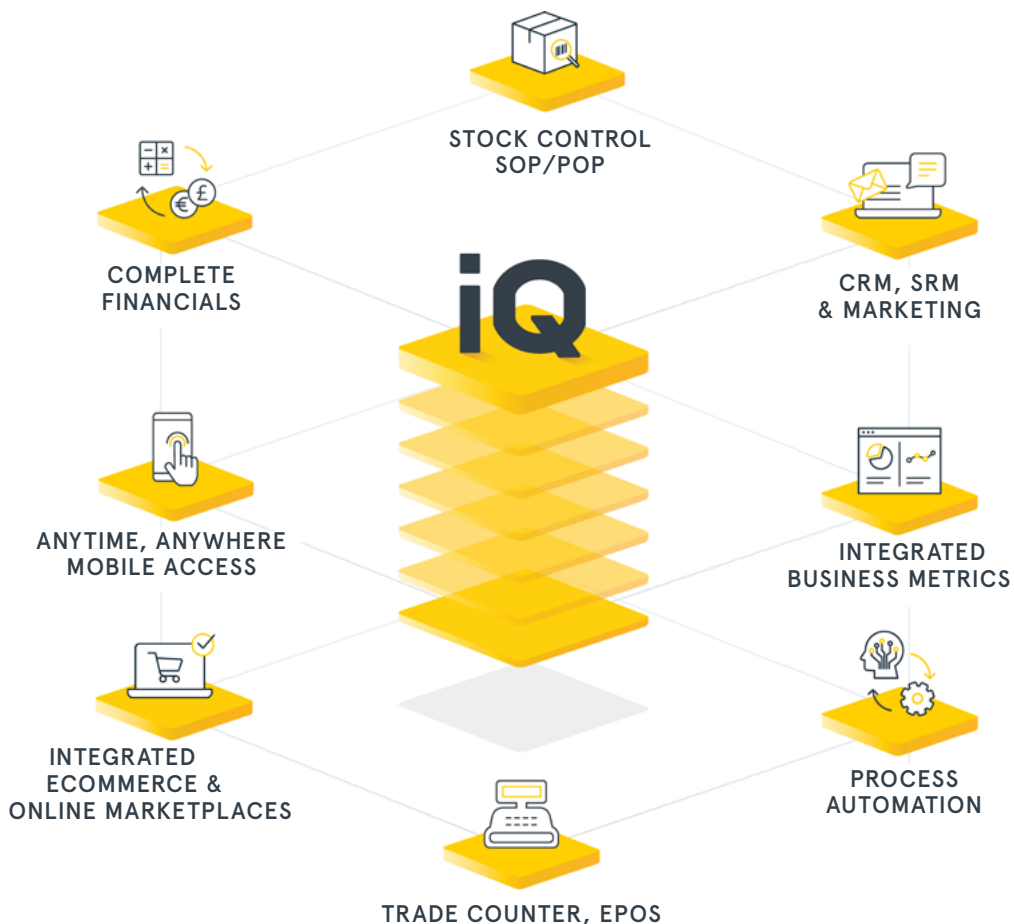 STOCK CONTROL
SOP/POP
COMPLETE
FINANCIALS
CRM, SRM
& MARKETING
iQ
ANYTIME, ANYWHERE
MOBILE ACCESS
INTEGRATED
BUSINESS METRICS
INTEGRATED
ECOMMERCE &
ONLINE MARKETPLACES
PROCESS
AUTOMATION
TRADE COUNTER, EPOS